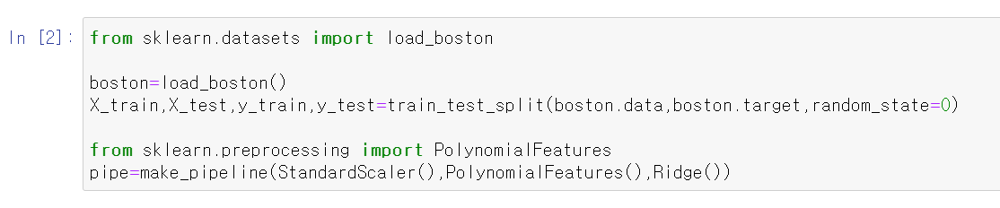 In [2]:
from sklearn.datasets import load_boston
boston=load_boston()
X_train,X_test,y_train,y_test=train_test_split(boston.data,boston.target,random_state=0)
from sklearn.preprocessing import PolynomialFeatures
pipe=make_pipeline(StandardScaler(),PolynomialFeatures(),Ridge())